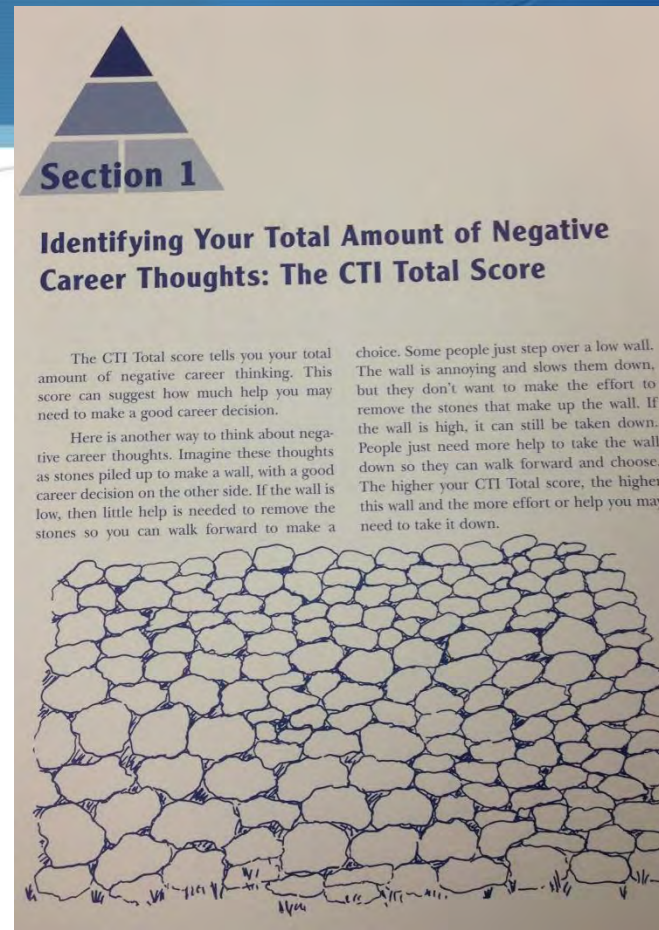 Section 1
Identifying Your Total Amount of Negative
Career Thoughts: The CTI Total Score
The CTI Total score tells you your total
amount of negative career thinking. This
score can suggest how much help you may
need to make a good career decision.
Here is another way to think about nega-
tive career thoughts. Imagine these thoughts
as stones piled up to make a wall, with a good
career decision on the other side. If the wall is
low, then little help is needed to remove the
stones so you can walk forward to make a
choice. Some people just step over a low wall.
The wall is annoying and slows them down,
but they don't want to make the effort to
remove the stones that make up the wall. If
the wall is high, it can still be taken down.
People just need more help to take the wall
down so they can walk forward and choose.
The higher your CTI Total score, the higher
this wall and the more effort or help you may
need to take it down.